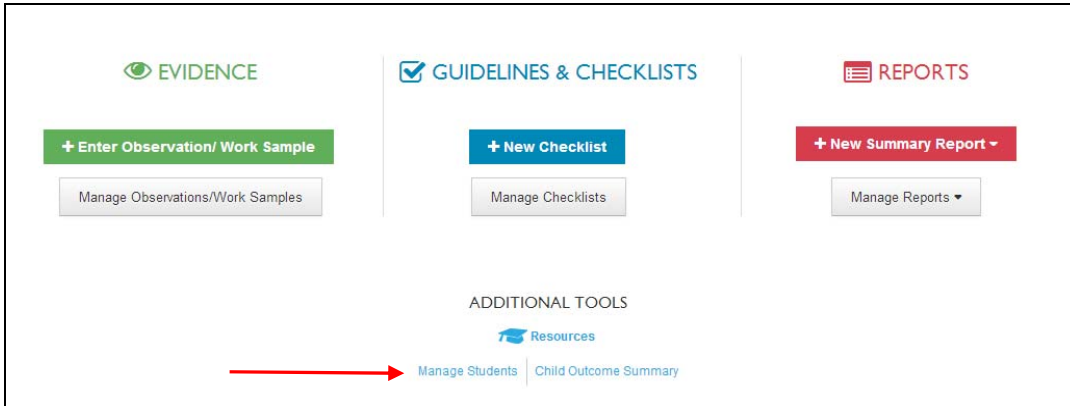 EVIDENCE
GUIDELINES & CHECKLISTS
REPORTS
+ Enter Observation/ Work Sample
+ New Checklist
+ New Summary Report
Manage Observations/Work Samples
Manage Checklists
Manage Reports
ADDITIONAL TOOLS
Resources
Manage Students
Child Outcome Summary